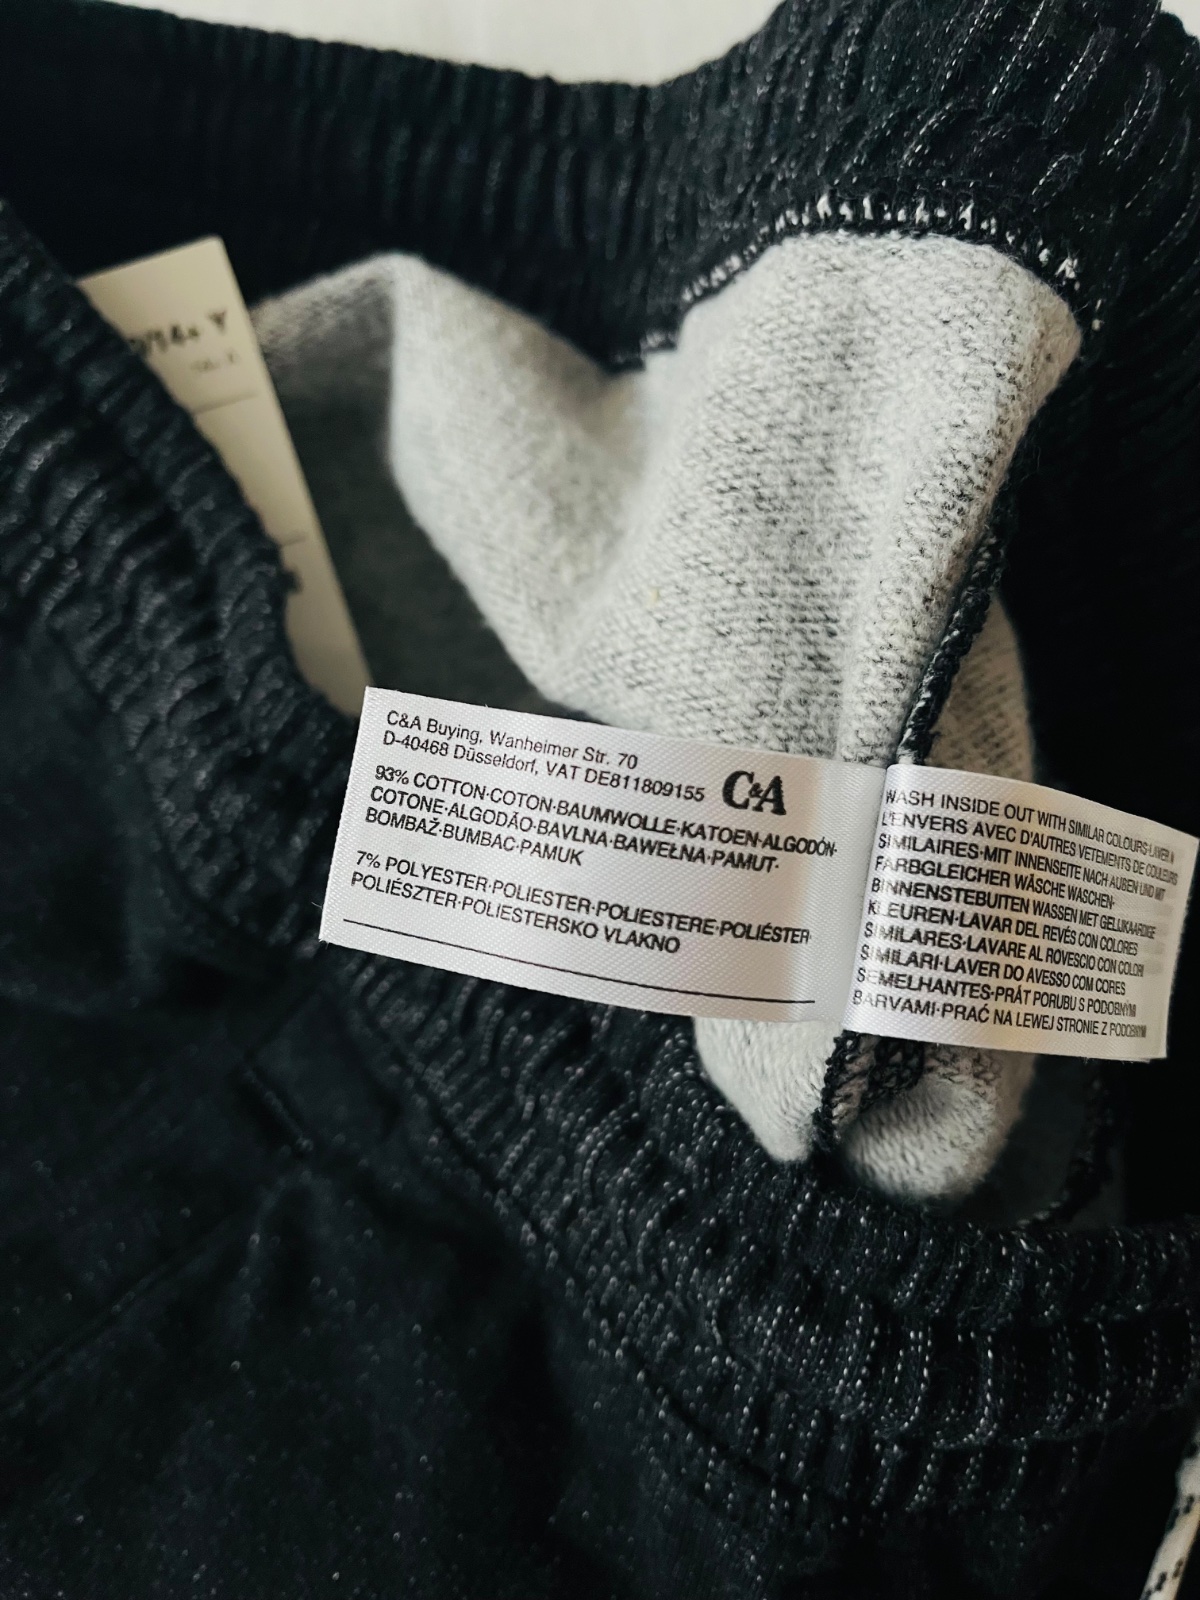 C&A Buying, Wanheimer Str. 70
D-40468 Düsseldorf, VAT DE811809155
C&A
93% COTTON·COTON·BAUMWOLLE·KATOEN·ALGODÓN·
COTONE·ALGODÃO·BAVLNA·BAWEŁNA·PAMUT·
BOMBAŽ·BUMBAC·PAMUK
7% POLYESTER·POLIESTER·POLIESTERE·POLIÉSTER·
POLIÉSZTER·POLIESTERSKO VLAKNO
WASH INSIDE OUT WITH SIMILAR COLOURS·LAVER À
L'ENVERS AVEC D'AUTRES VETEMENTS DE COULEURS
SIMILAIRES·MIT INNENSEITE NACH AUßEN UND MIT
FARBGLEICHER WÄSCHE WASCHEN·
BINNENSTEBUITEN WASSEN MET GELIJKAARDIGE
KLEUREN·LAVAR DEL REVÉS CON COLORES
SIMILARES·LAVARE AL ROVESCIO CON COLORI
SIMILARI·LAVER DO AVESSO COM CORES
SEMELHANTES·PRÁT PORUBU S PODOBNÝMI
BARVAMI·PRAĆ NA LEWEJ STRONIE Z PODOBNYMI